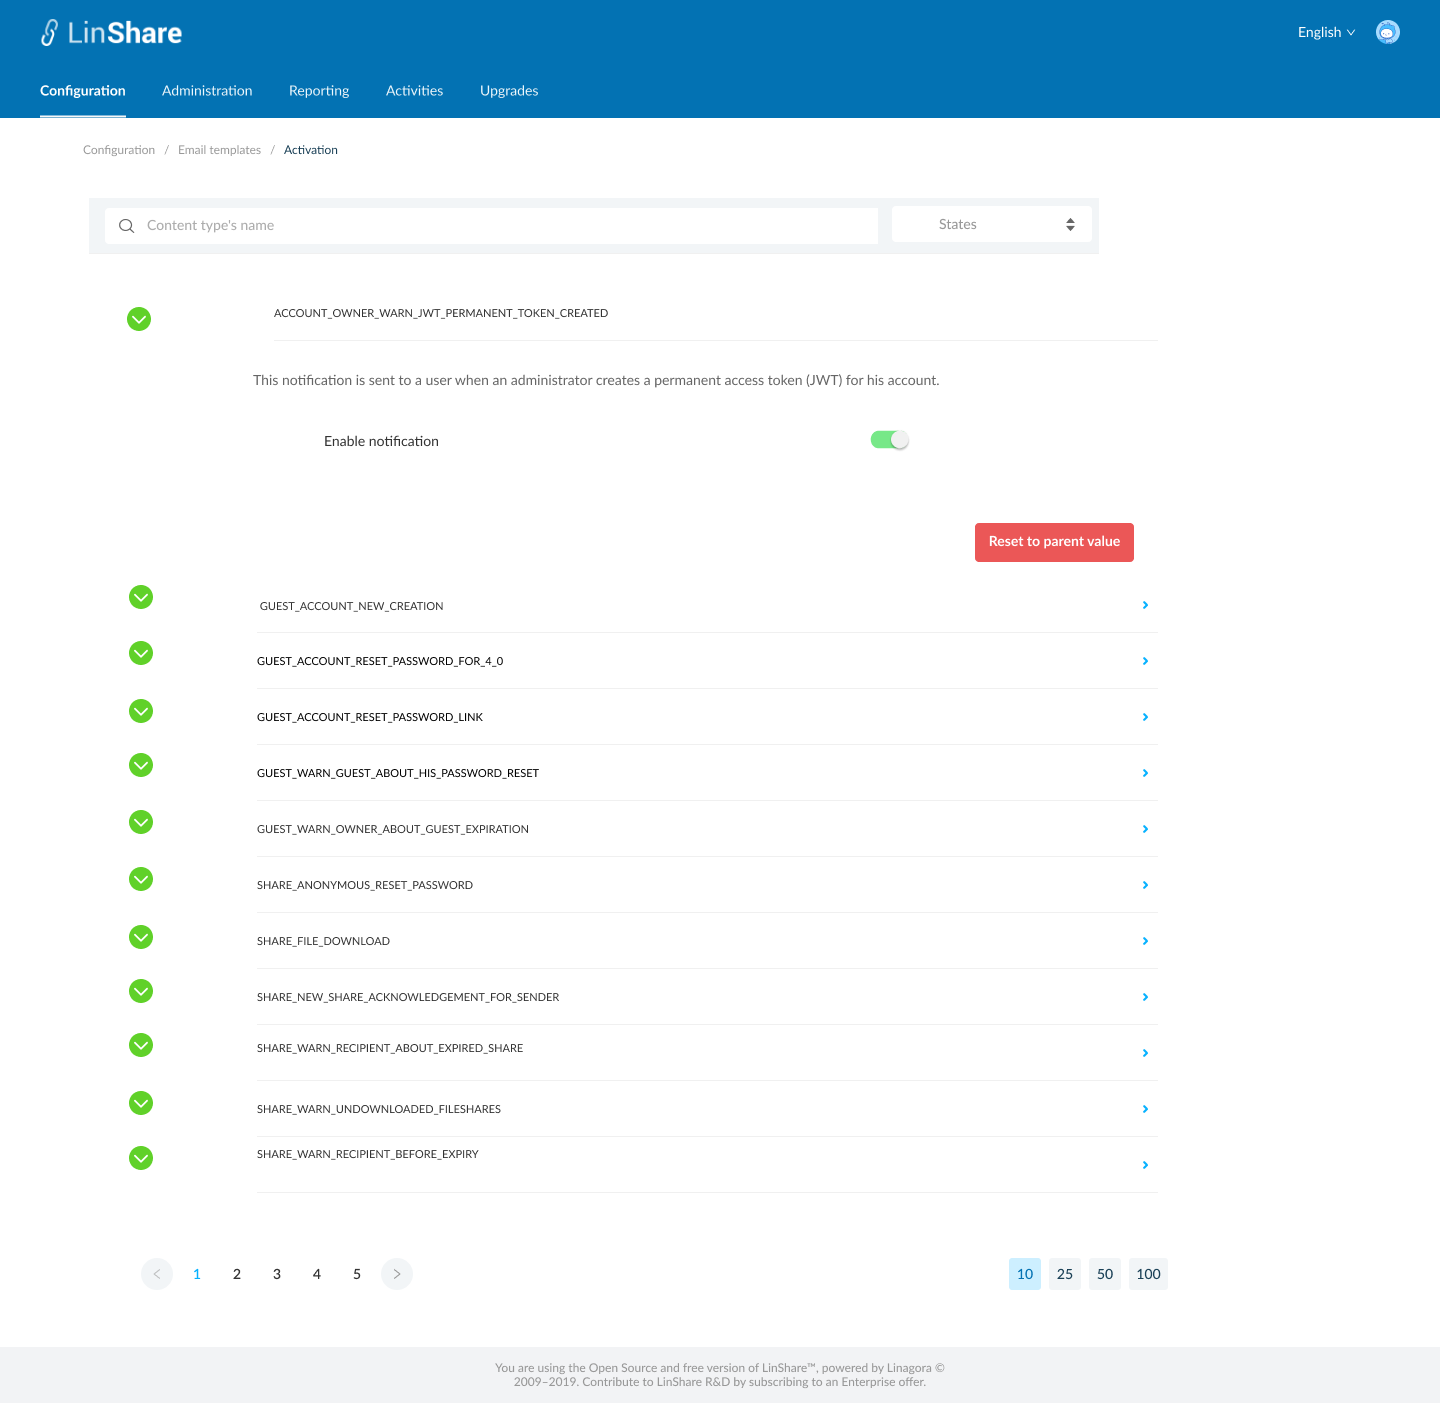 LinShare
English
Configuration Administration Reporting Activities Upgrades
Configuration / Email templates / Activation
Content type's name
States
ACCOUNT_OWNER_WARN_JWT_PERMANENT_TOKEN_CREATED
This notification is sent to a user when an administrator creates a permanent access token (JWT) for his account.
Enable notification
Reset to parent value
GUEST_ACCOUNT_NEW_CREATION
GUEST_ACCOUNT_RESET_PASSWORD_FOR_4_0
GUEST_ACCOUNT_RESET_PASSWORD_LINK
GUEST_WARN_GUEST_ABOUT_HIS_PASSWORD_RESET
GUEST_WARN_OWNER_ABOUT_GUEST_EXPIRATION
SHARE_ANONYMOUS_RESET_PASSWORD
SHARE_FILE_DOWNLOAD
SHARE_NEW_SHARE_ACKNOWLEDGEMENT_FOR_SENDER
SHARE_WARN_RECIPIENT_ABOUT_EXPIRED_SHARE
SHARE_WARN_UNDOWNLOADED_FILESHARES
SHARE_WARN_RECIPIENT_BEFORE_EXPIRY
1 2 3 4 5
10 25 50 100
You are using the Open Source and free version of LinShare™, powered by Linagora ©
2009–2019. Contribute to LinShare R&D by subscribing to an Enterprise offer.